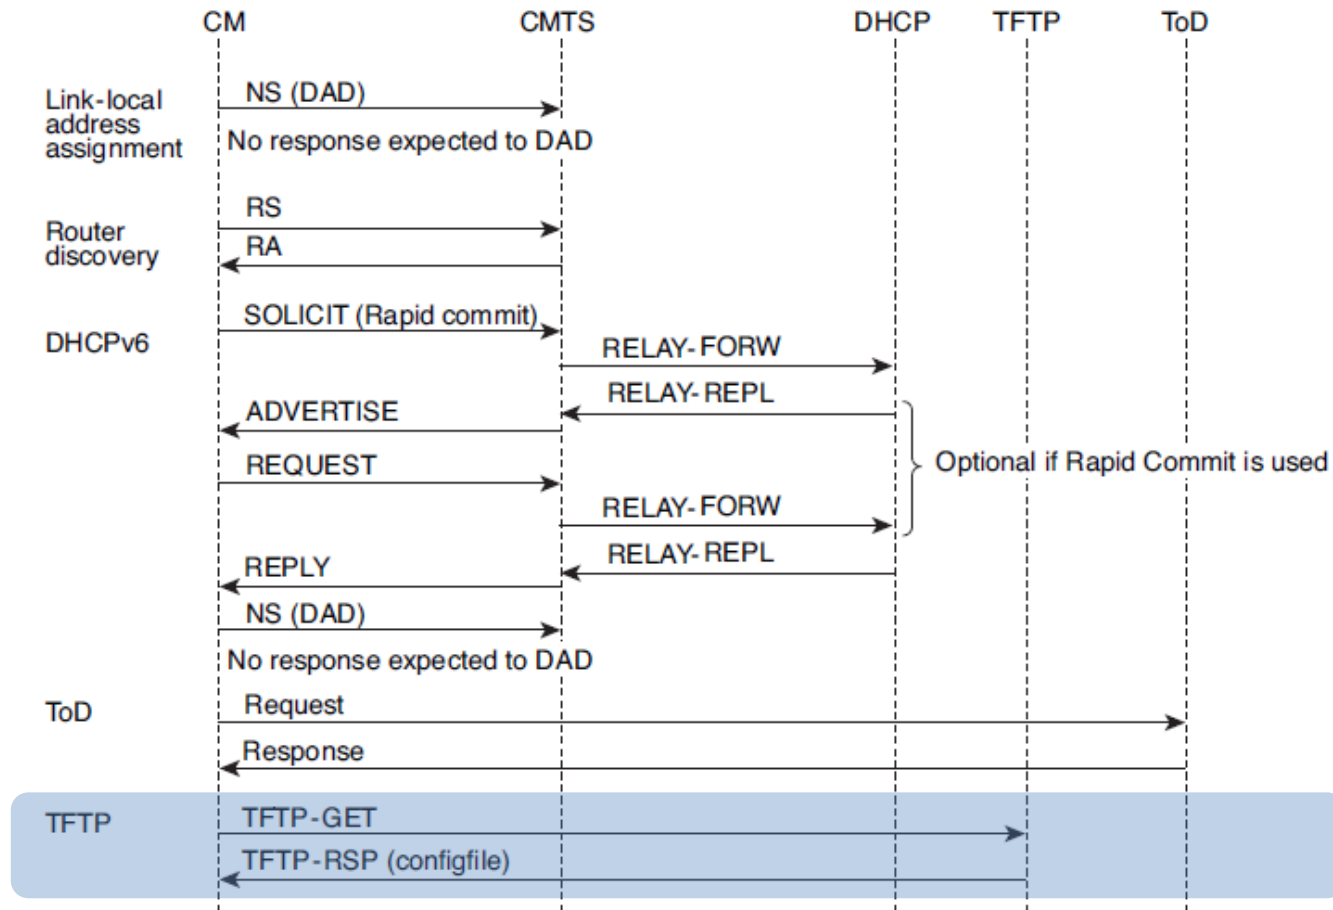 CM CMTS DHCP TFTP ToD
NS (DAD)
Link-local
address
assignment
No response expected to DAD
RS
Router
discovery
RA
SOLICIT (Rapid commit)
DHCPv6
RELAY-FORW
RELAY-REPL
ADVERTISE
REQUEST
Optional if Rapid Commit is used
RELAY-FORW
RELAY-REPL
REPLY
NS (DAD)
No response expected to DAD
ToD
Request
Response
TFTP
TFTP-GET
TFTP-RSP (configfile)